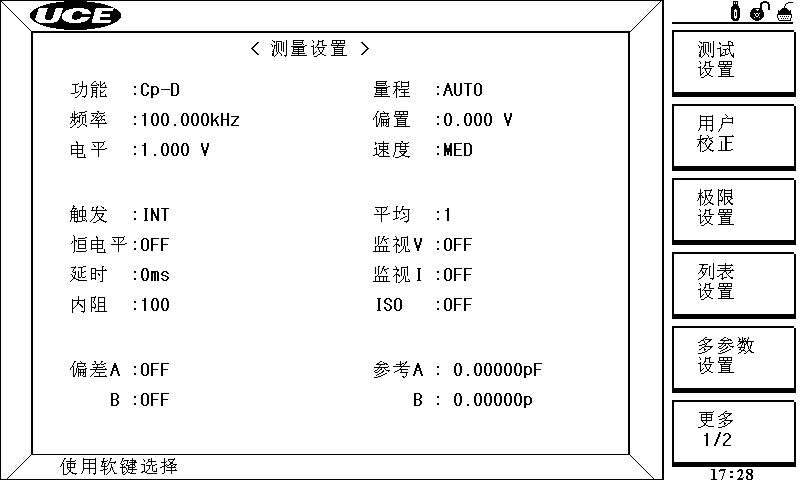 UCE
< 测量设置 >
功能 :Cp-D 量程 :AUTO
频率 :100.000kHz 偏置 :0.000 V
电平 :1.000 V 速度 :MED
触发 :INT 平均 :1
恒电平:OFF 监视V :OFF
延时 :0ms 监视I :OFF
内阻 :100 ISO :OFF
偏差A :OFF 参考A : 0.00000pF
B :OFF B : 0.00000p
使用软键选择
测试
设置
用户
校正
极限
设置
列表
设置
多参数
设置
更多
1/2
17:28